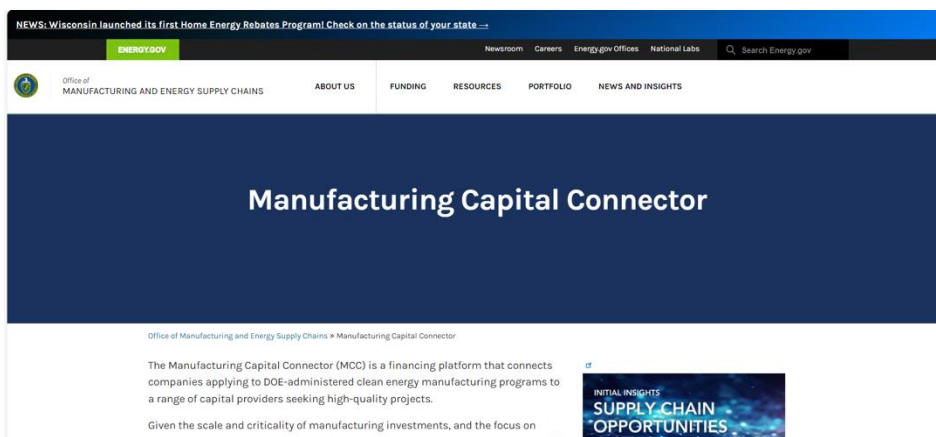 NEWS: Wisconsin launched its first Home Energy Rebates Program! Check on the status of your state →
ENERGY.GOV
Newsroom Careers Energy.gov Offices National Labs Search Energy.gov
Office of
MANUFACTURING AND ENERGY SUPPLY CHAINS
ABOUT US FUNDING RESOURCES PORTFOLIO NEWS AND INSIGHTS
Manufacturing Capital Connector
Office of Manufacturing and Energy Supply Chains » Manufacturing Capital Connector
The Manufacturing Capital Connector (MCC) is a financing platform that connects
companies applying to DOE-administered clean energy manufacturing programs to
a range of capital providers seeking high-quality projects.
Given the scale and criticality of manufacturing investments, and the focus on
INITIAL INSIGHTS
SUPPLY CHAIN
OPPORTUNITIES